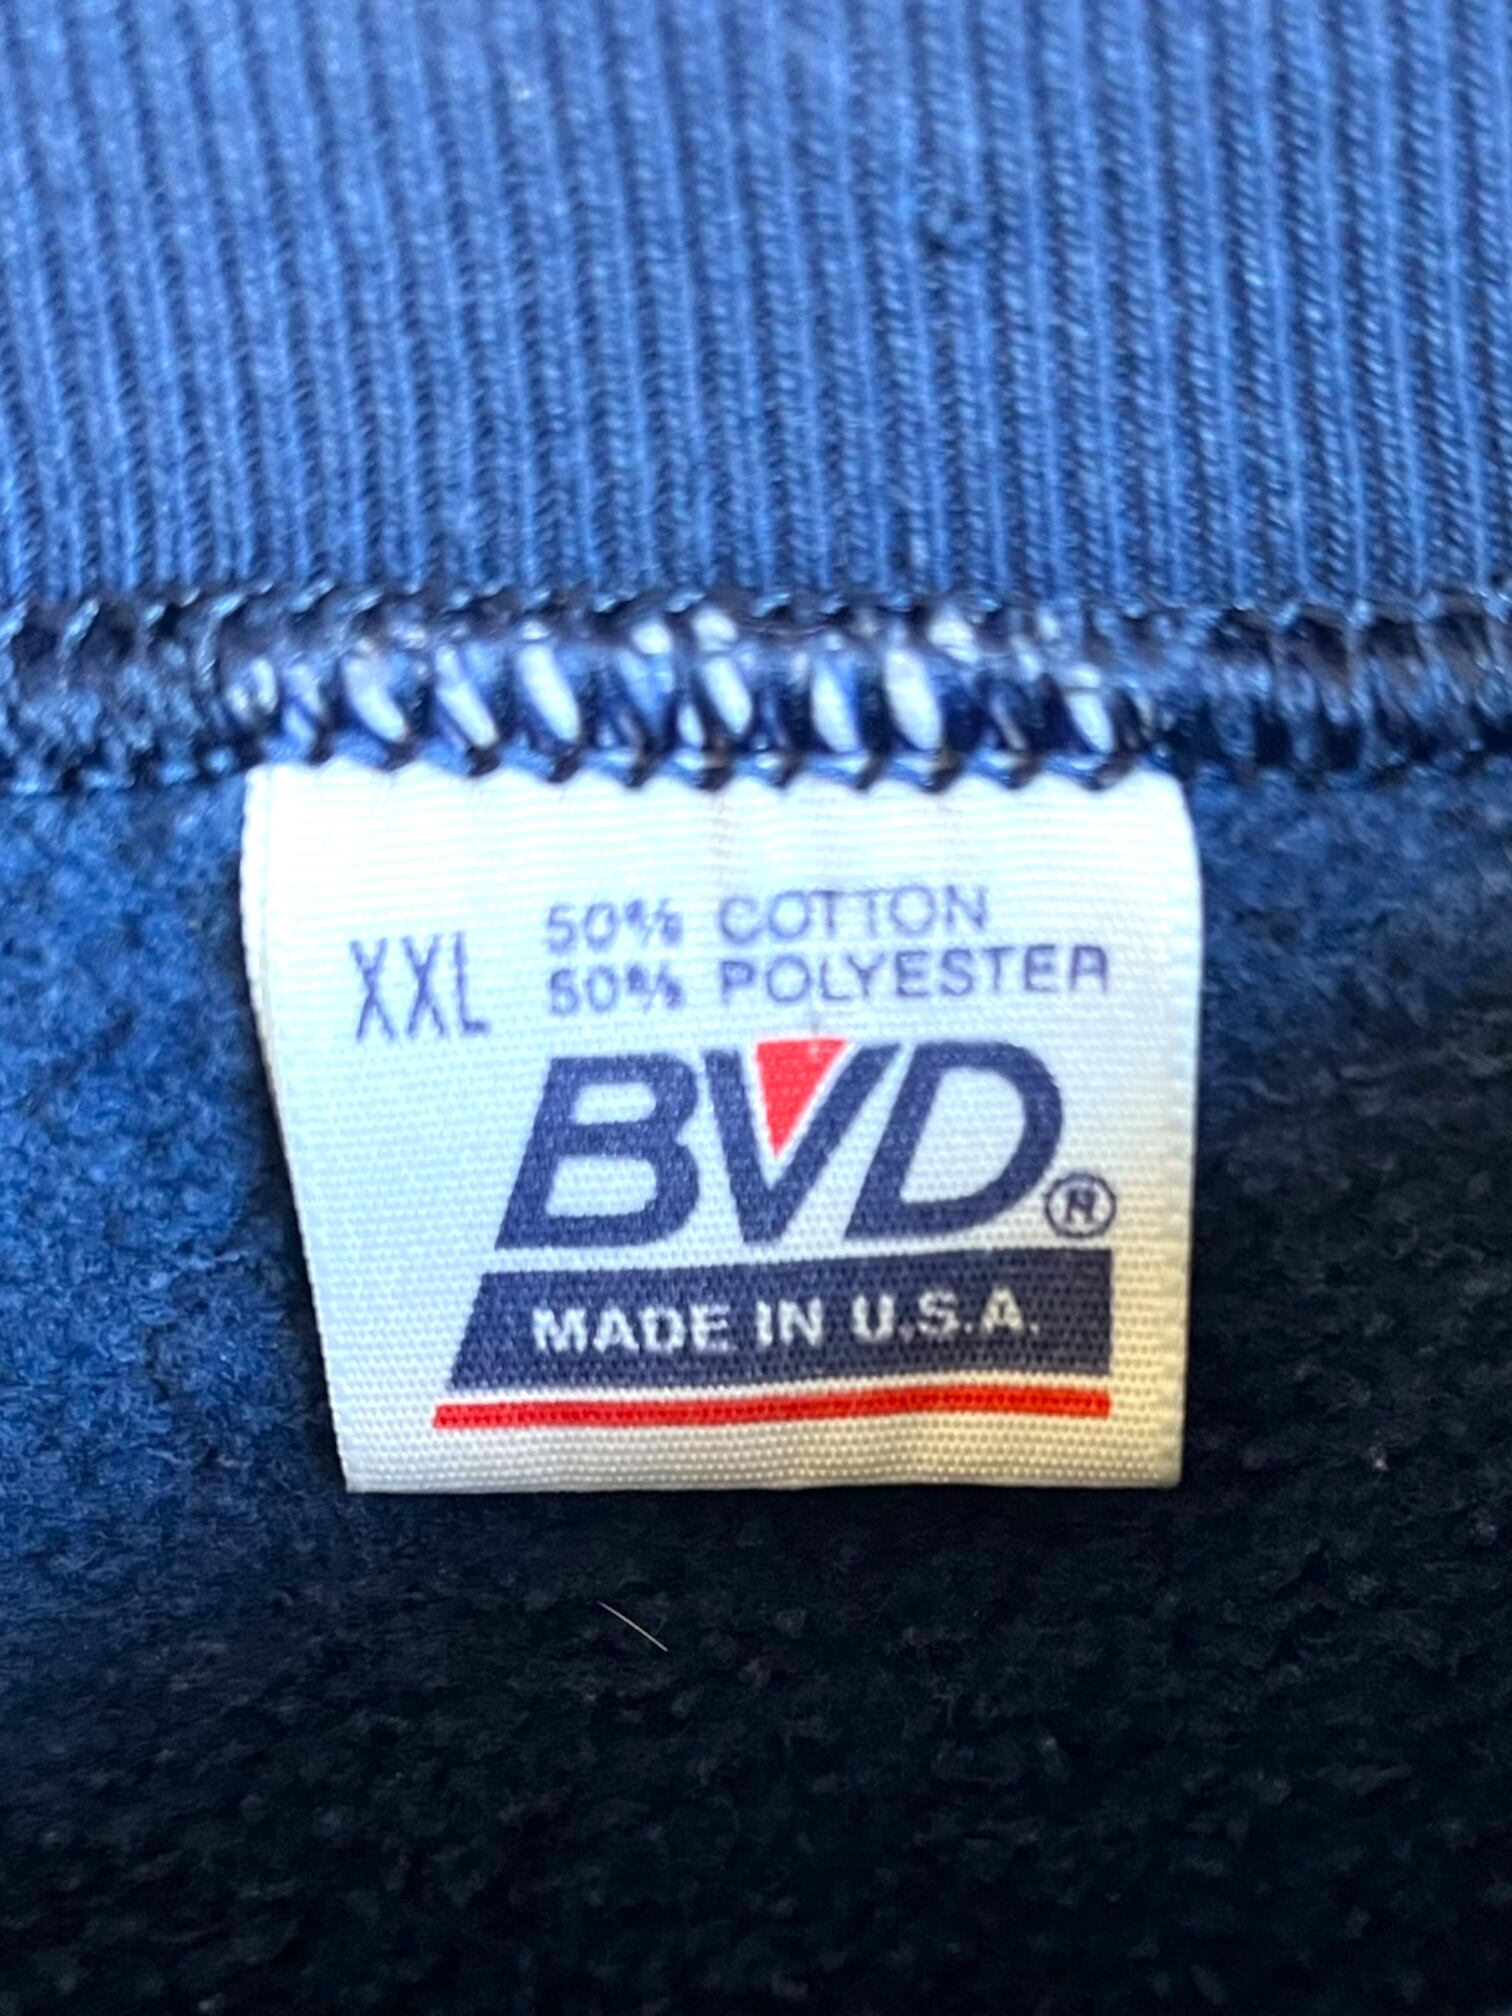 50% COTTON
XXL 50% POLYESTER
BVD®
MADE IN U.S.A.